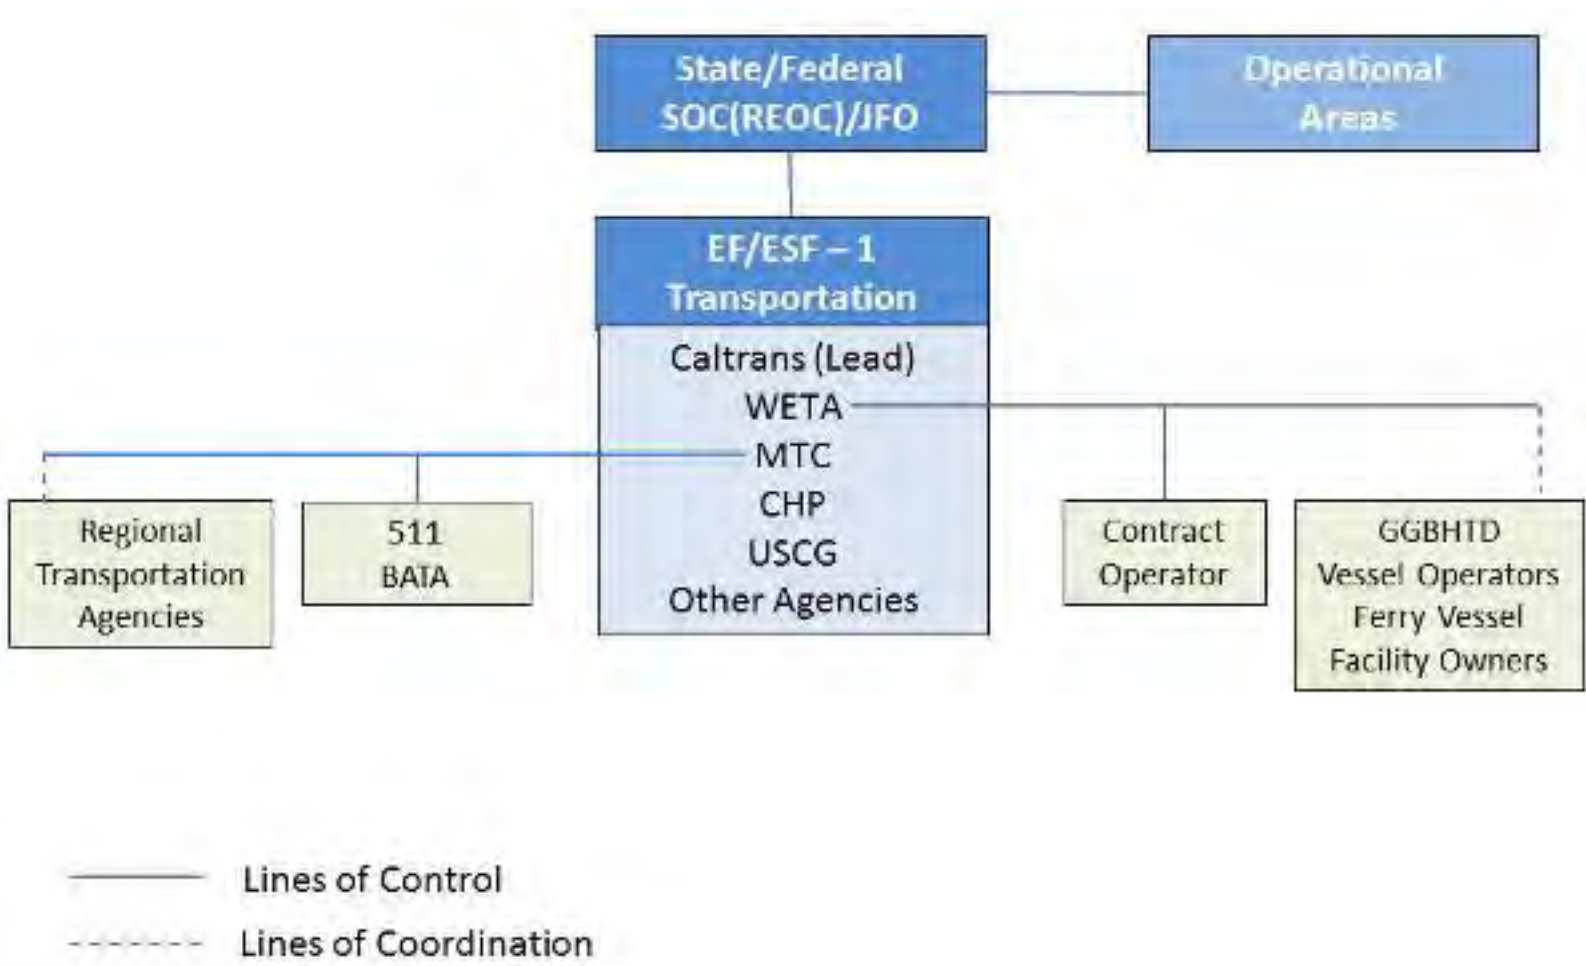 State/Federal
SOC(REOC)/JFO
Operational
Areas
EF/ESF – 1
Transportation
Caltrans (Lead)
WETA
MTC
CHP
USCG
Other Agencies
Regional
Transportation
Agencies
511
BATA
Contract
Operator
GGBHTD
Vessel Operators
Ferry Vessel
Facility Owners
Lines of Control
Lines of Coordination